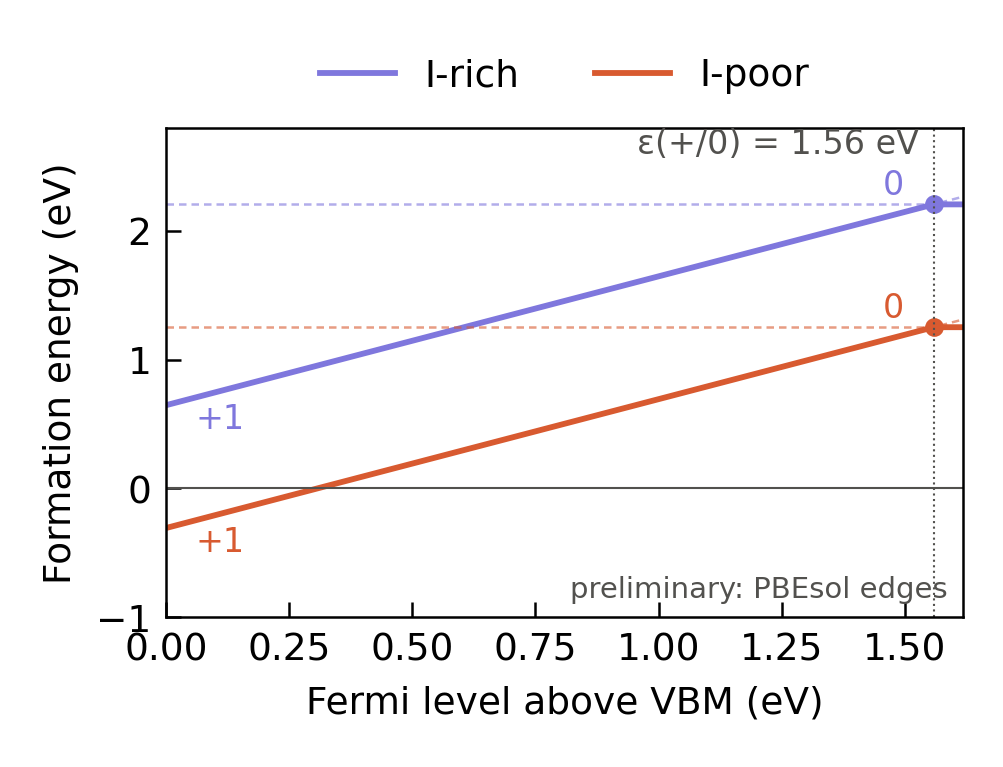 I-rich I-poor
ε(+/0) = 1.56 eV
0
0
+1
+1
preliminary: PBEsol edges
2
1
0
−1
0.00 0.25 0.50 0.75 1.00 1.25 1.50
Fermi level above VBM (eV)
Formation energy (eV)